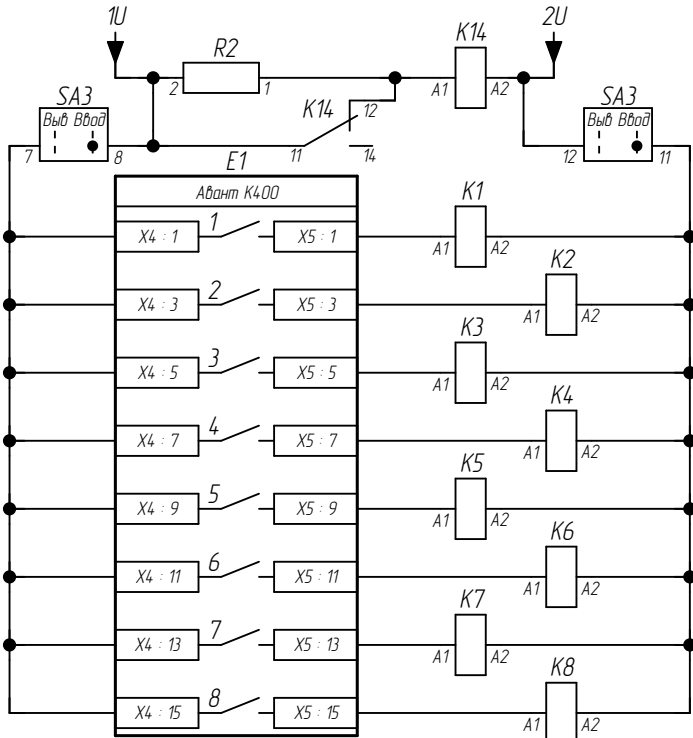 1U
2U
R2
K14
2
1
A1
A2
SA3
Выв Ввод
7
8
K14
12
11
14
SA3
Выв Ввод
12
11
E1
Авант К400
X4 : 1
1
X5 : 1
K1
A1
A2
X4 : 3
2
X5 : 3
K2
A1
A2
X4 : 5
3
X5 : 5
K3
A1
A2
X4 : 7
4
X5 : 7
K4
A1
A2
X4 : 9
5
X5 : 9
K5
A1
A2
X4 : 11
6
X5 : 11
K6
A1
A2
X4 : 13
7
X5 : 13
K7
A1
A2
X4 : 15
8
X5 : 15
K8
A1
A2